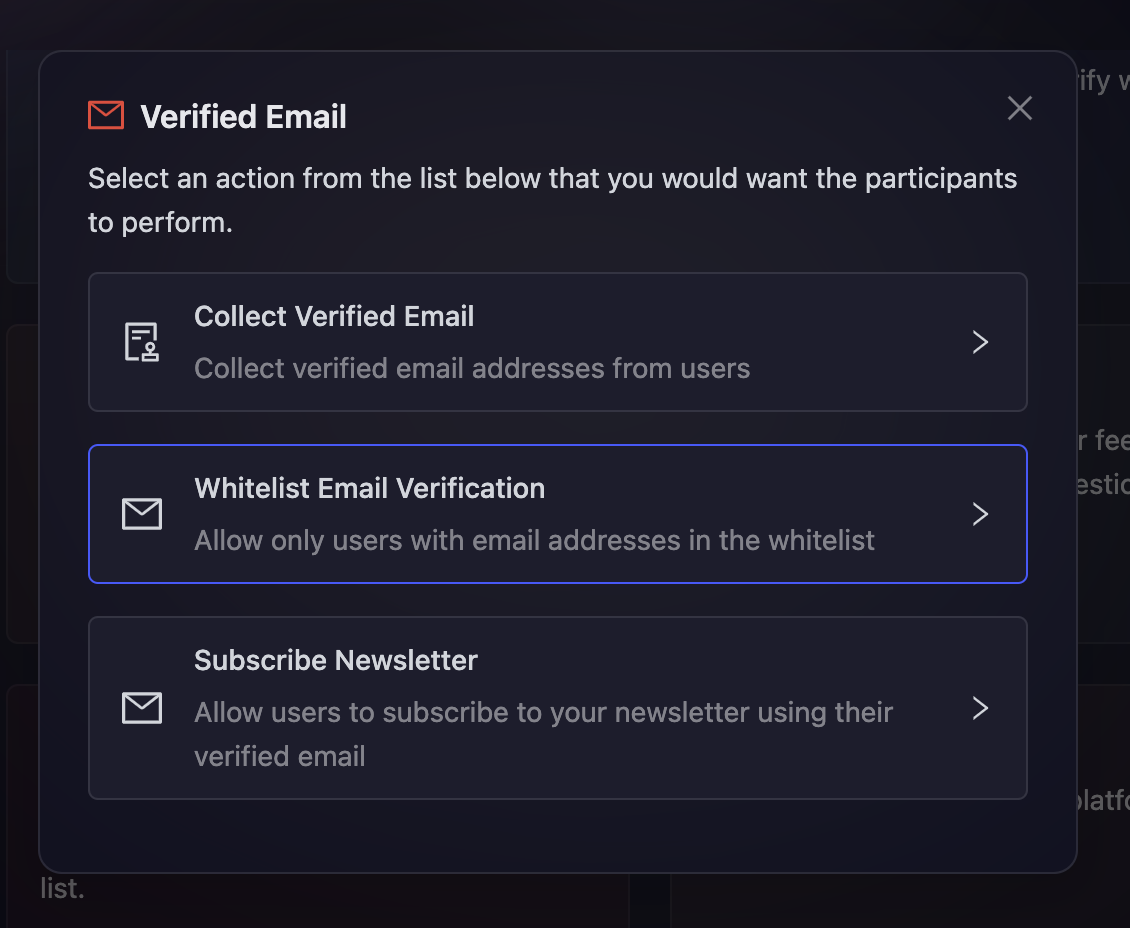 ify
Verified Email
Select an action from the list below that you would want the participants
to perform.
Collect Verified Email
Collect verified email addresses from users
r fee
Whitelist Email Verification
estic
Allow only users with email addresses in the whitelist
Subscribe Newsletter
Allow users to subscribe to your newsletter using their
verified email
platfo
list.